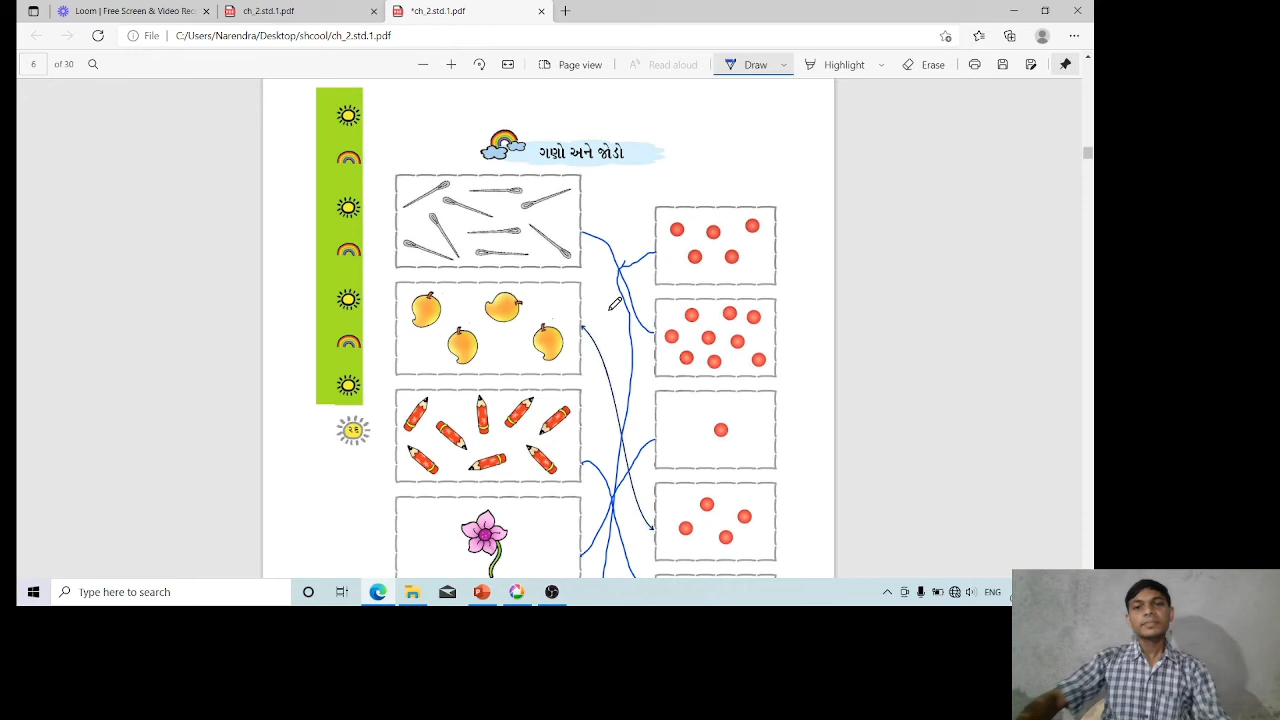 Loom | Free Screen & Video Rec
ch_2.std.1.pdf
*ch_2.std.1.pdf
File
C:/Users/Narendra/Desktop/shcool/ch_2.std.1.pdf
6 of 30
Page view
Read aloud
Draw
Highlight
Erase
ગણો અને જોડો
૨૬
Type here to search
ENG